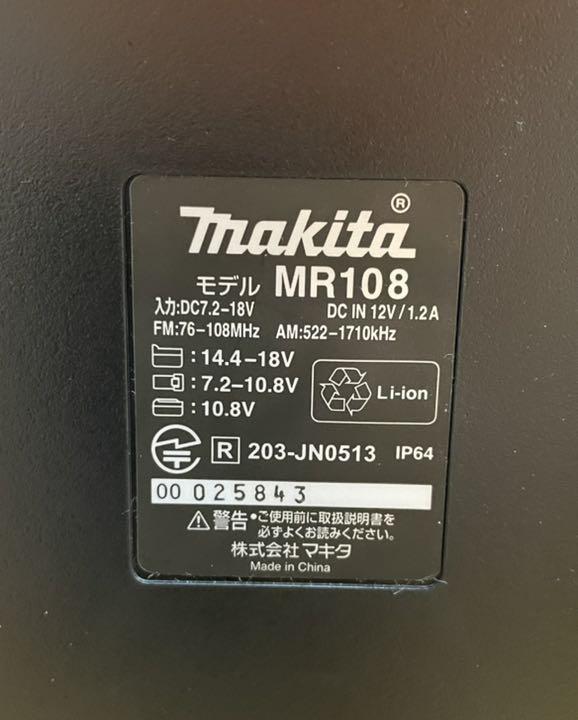 makita®
モデル MR108
入力:DC7.2-18V DC IN 12V/1.2A
FM:76-108MHz AM:522-1710kHz
:14.4-18V
:7.2-10.8V
Li-ion
:10.8V
R 203-JN0513 IP64
00 025843
警告・ご使用前に取扱説明書を
必ずよくお読みください。
株式会社マキタ
Made in China